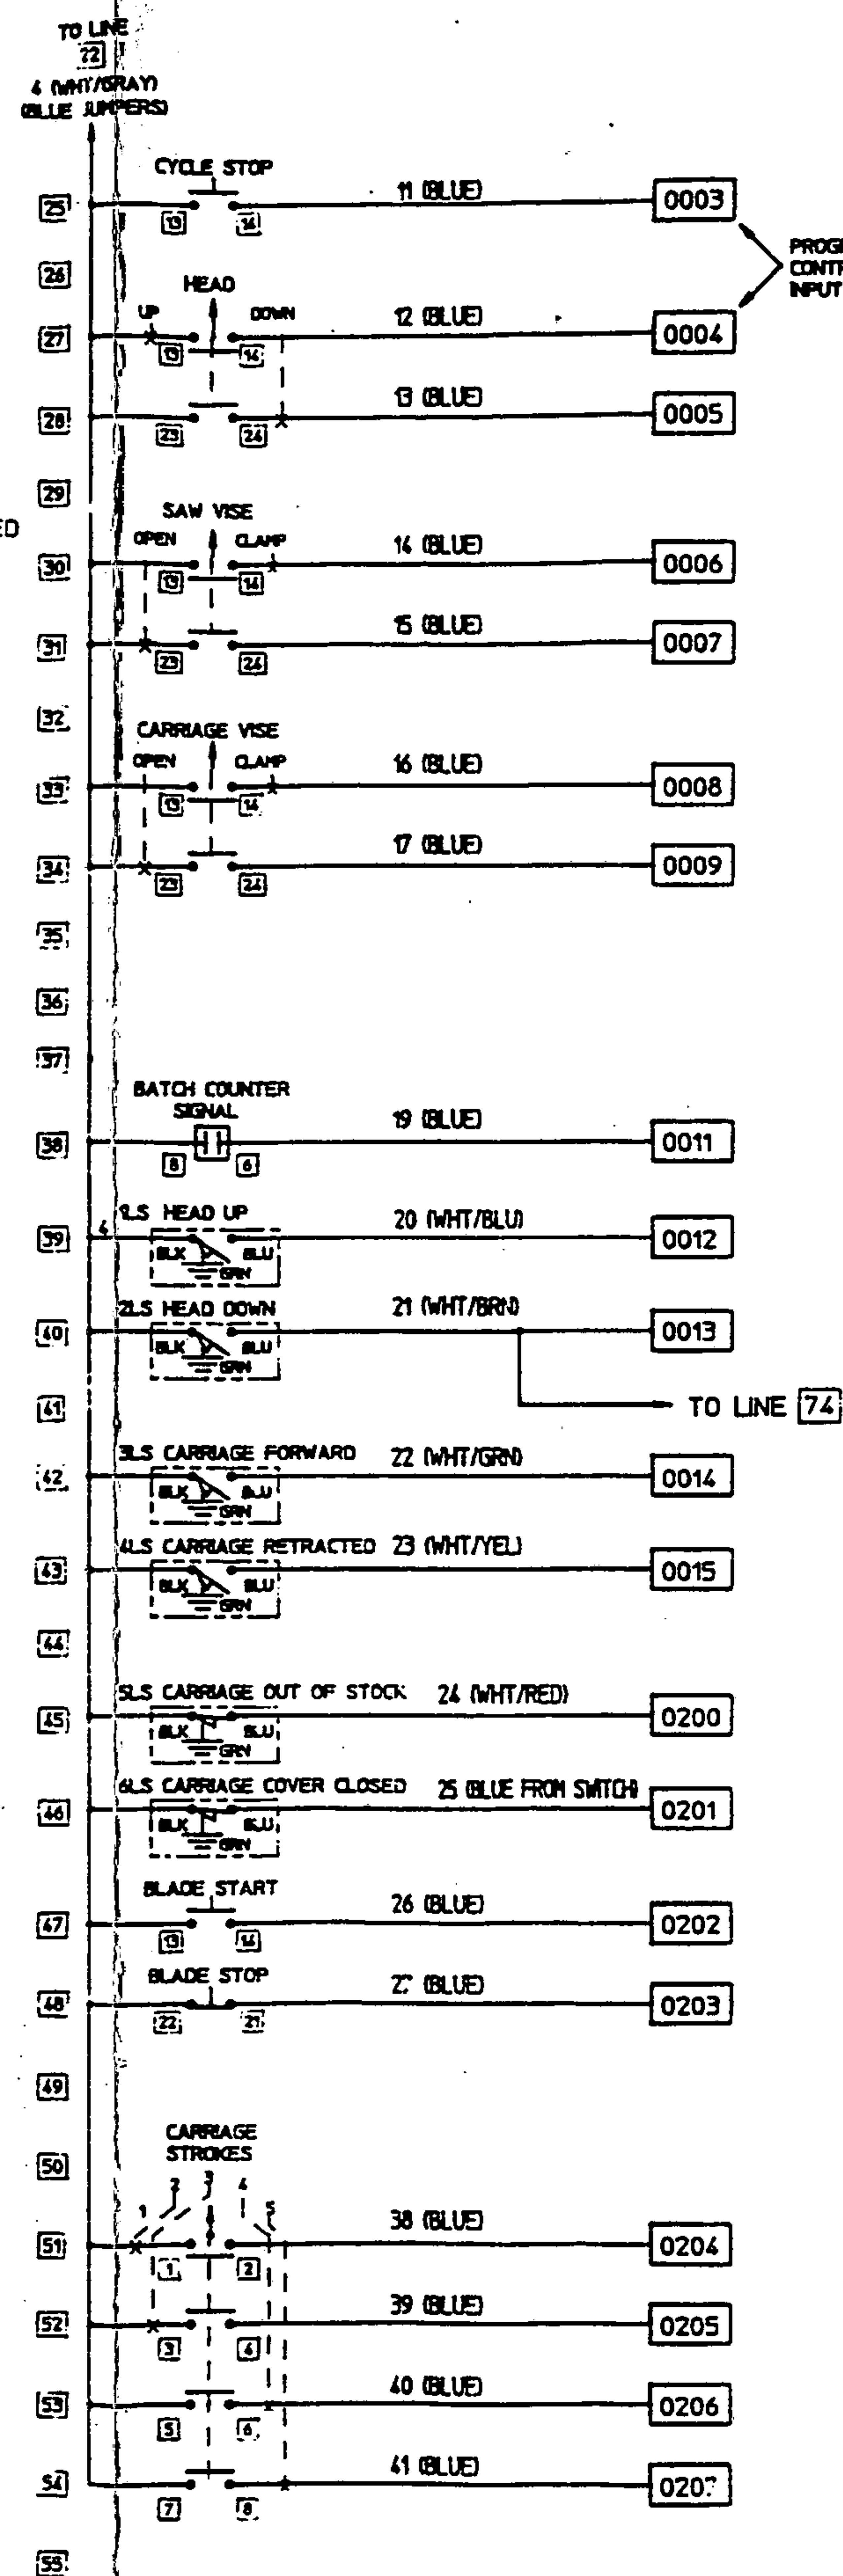 TO LINE
22
4 (WHT/GRAY)
(BLUE JUMPERS)
CYCLE STOP
25 13 14 11 (BLUE) 0003
26
HEAD
UP DOWN
27 13 14 12 (BLUE) 0004
28 23 24 13 (BLUE) 0005
29
SAW VISE
OPEN CLAMP
30 13 14 14 (BLUE) 0006
31 23 24 15 (BLUE) 0007
32
CARRIAGE VISE
OPEN CLAMP
33 13 14 16 (BLUE) 0008
34 23 24 17 (BLUE) 0009
35
36
37
BATCH COUNTER
SIGNAL
38 8 6 19 (BLUE) 0011
1LS HEAD UP
39 4 BLK BLU GRN 20 (WHT/BLU) 0012
2LS HEAD DOWN
40 BLK BLU GRN 21 (WHT/BRN) 0013
41 TO LINE 74
3LS CARRIAGE FORWARD
42 BLK BLU GRN 22 (WHT/GRN) 0014
4LS CARRIAGE RETRACTED
43 BLK BLU GRN 23 (WHT/YEL) 0015
44
5LS CARRIAGE OUT OF STOCK
45 BLK BLU GRN 24 (WHT/RED) 0200
6LS CARRIAGE COVER CLOSED
46 BLK BLU GRN 25 (BLUE FROM SWITCH) 0201
BLADE START
47 13 14 26 (BLUE) 0202
BLADE STOP
48 22 21 27 (BLUE) 0203
49
50
CARRIAGE
STROKES
1 2 3 4 5
51 1 2 38 (BLUE) 0204
52 3 4 39 (BLUE) 0205
53 5 6 40 (BLUE) 0206
54 7 8 41 (BLUE) 0207
55
INPUT